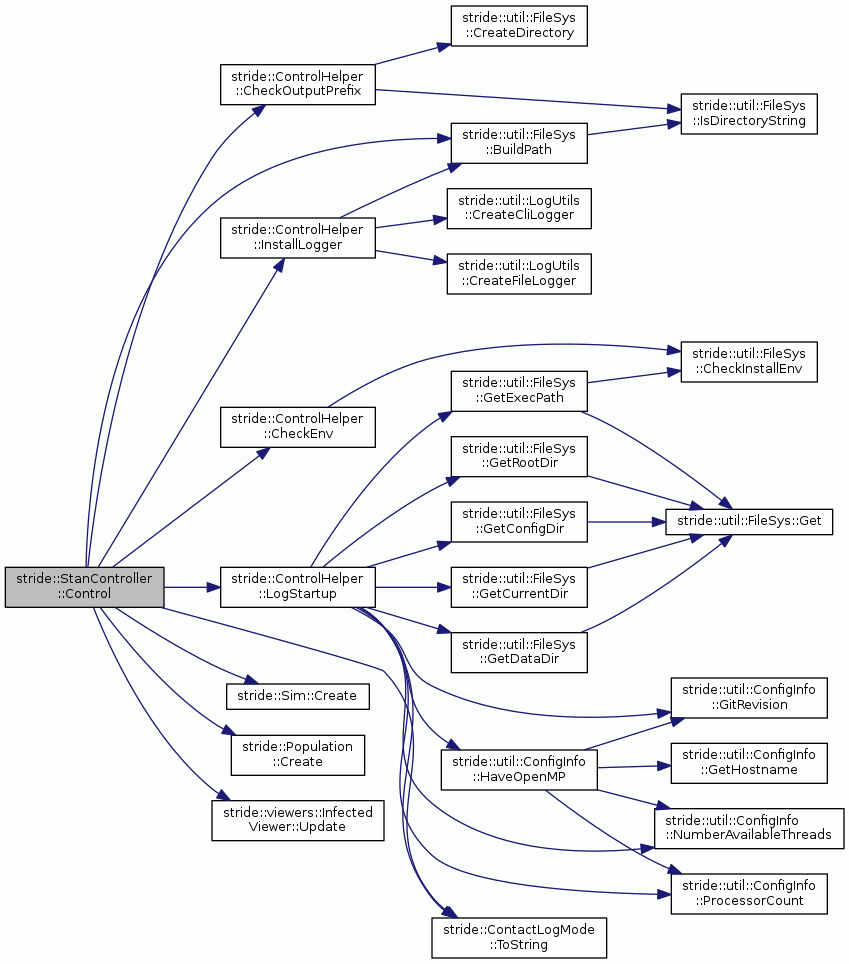 stride::util::FileSys
::CreateDirectory
stride::ControlHelper
::CheckOutputPrefix
stride::util::FileSys
::IsDirectoryString
stride::util::FileSys
::BuildPath
stride::util::LogUtils
::CreateCliLogger
stride::ControlHelper
::InstallLogger
stride::util::LogUtils
::CreateFileLogger
stride::util::FileSys
::CheckInstallEnv
stride::util::FileSys
::GetExecPath
stride::ControlHelper
::CheckEnv
stride::util::FileSys
::GetRootDir
stride::util::FileSys
::GetConfigDir
stride::util::FileSys::Get
stride::StanController
::Control
stride::ControlHelper
::LogStartup
stride::util::FileSys
::GetCurrentDir
stride::util::FileSys
::GetDataDir
stride::Sim::Create
stride::util::ConfigInfo
::GitRevision
stride::Population
::Create
stride::util::ConfigInfo
::HaveOpenMP
stride::util::ConfigInfo
::GetHostname
stride::viewers::Infected
Viewer::Update
stride::util::ConfigInfo
::NumberAvailableThreads
stride::util::ConfigInfo
::ProcessorCount
stride::ContactLogMode
::ToString